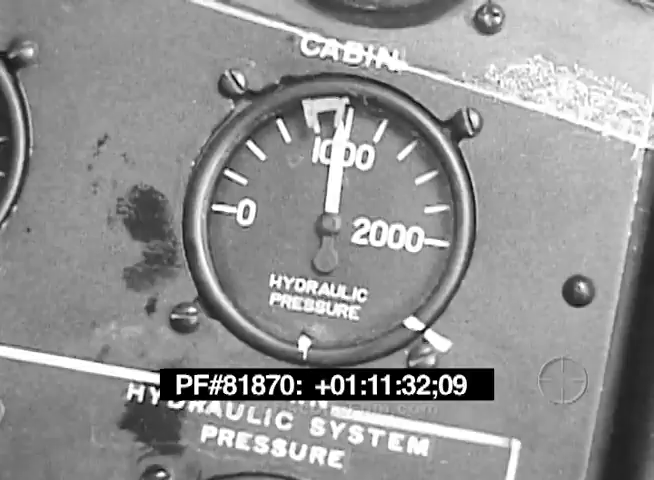 CABIN
1000
0
2000
HYDRAULIC
PRESSURE
PF#81870: +01:11:32;09
HYDRAULIC SYSTEM
PRESSURE